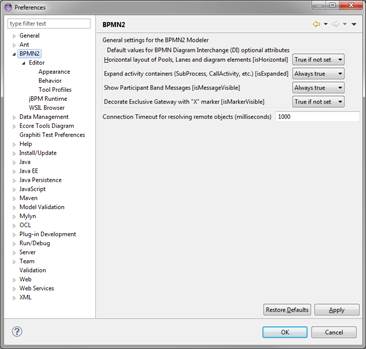 Preferences
type filter text
BPMN2
General
Ant
BPMN2
Editor
Appearance
Behavior
Tool Profiles
jBPM Runtime
WSIL Browser
Data Management
Ecore Tools Diagram
Graphiti Test Preferences
Help
Install/Update
Java
Java EE
Java Persistence
JavaScript
Maven
Model Validation
Mylyn
OCL
Plug-in Development
Run/Debug
Server
Team
Validation
Web
Web Services
XML
General settings for the BPMN2 Modeler
Default values for BPMN Diagram Interchange (DI) optional attributes
Horizontal layout of Pools, Lanes and diagram elements [isHorizontal] True if not set
Expand activity containers (SubProcess, CallActivity, etc.) [isExpanded] Always true
Show Participant Band Messages [isMessageVisible] Always true
Decorate Exclusive Gateway with "X" marker [isMarkerVisible] True if not set
Connection Timeout for resolving remote objects (milliseconds) 1000
Restore Defaults Apply
? OK Cancel